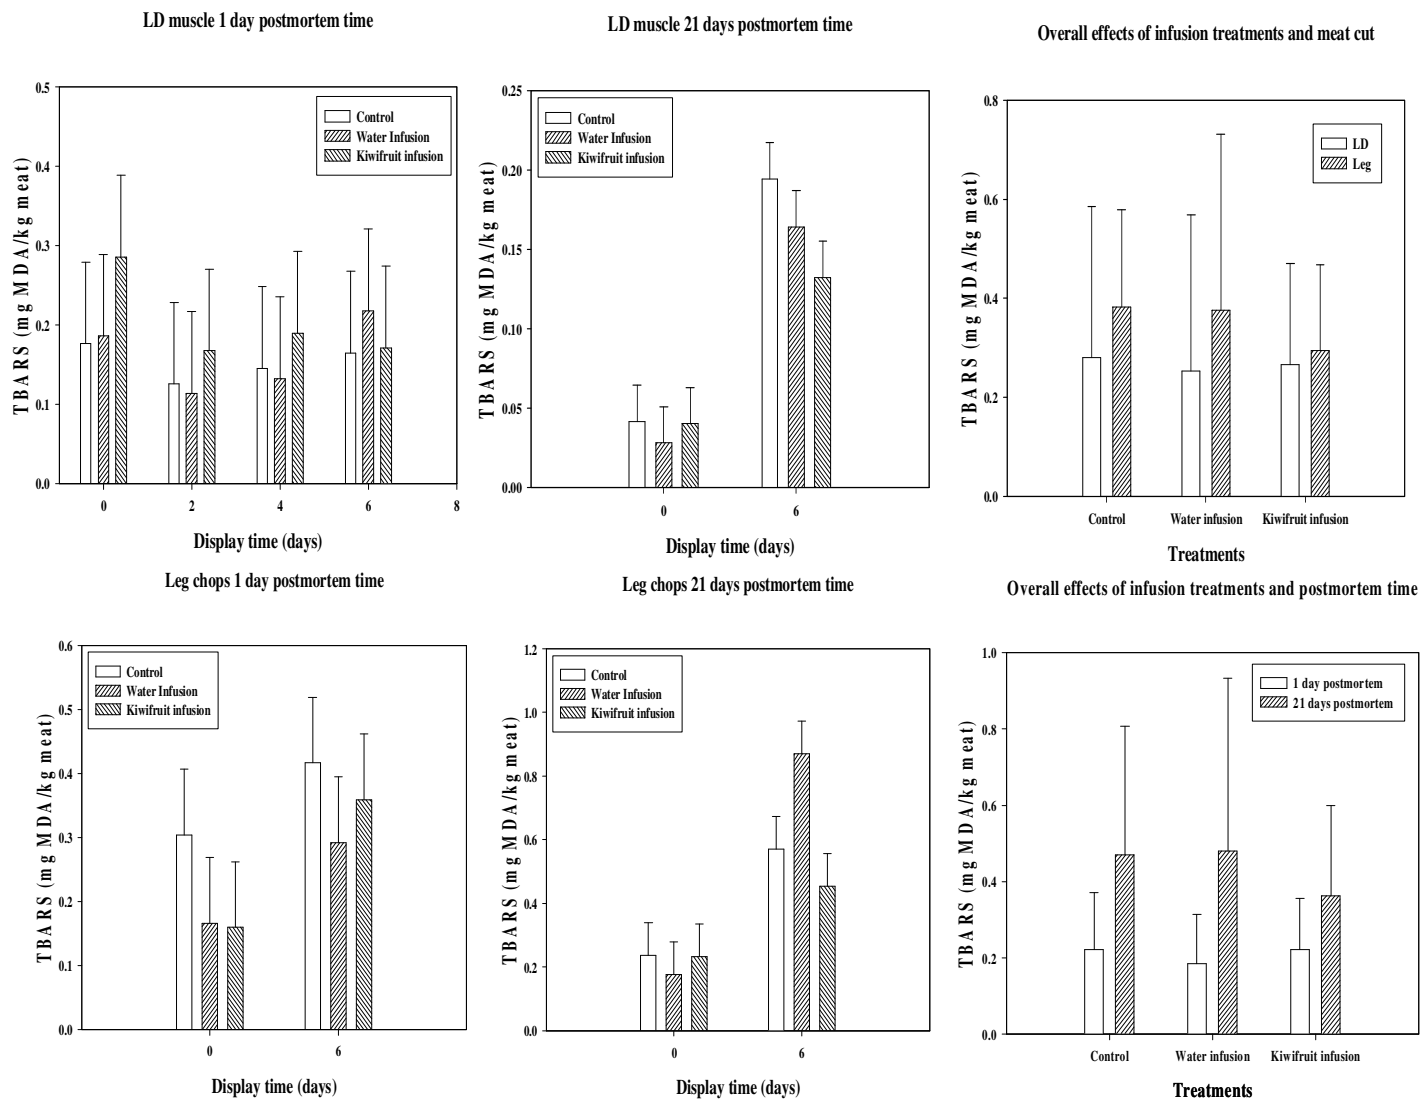 LD muscle 1 day postmortem time
0.5
0.4
0.3
0.2
0.1
0.0
TBARS (mg MDA/kg meat)
Control
Water Infusion
Kiwifruit infusion
0 2 4 6 8
Display time (days)
LD muscle 21 days postmortem time
0.25
0.20
0.15
0.10
0.05
0.00
TBARS (mg MDA/kg meat)
Control
Water Infusion
Kiwifruit infusion
0 6
Display time (days)
Overall effects of infusion treatments and meat cut
0.8
0.6
0.4
0.2
0.0
TBARS (mg MDA/kg meat)
LD
Leg
Control Water infusion Kiwifruit infusion
Treatments
Leg chops 1 day postmortem time
0.6
0.5
0.4
0.3
0.2
0.1
0.0
TBARS (mg MDA/kg meat)
Control
Water Infusion
Kiwifruit infusion
0 6
Display time (days)
Leg chops 21 days postmortem time
1.2
1.0
0.8
0.6
0.4
0.2
0.0
TBARS (mg MDA/kg meat)
Control
Water Infusion
Kiwifruit infusion
0 6
Display time (days)
Overall effects of infusion treatments and postmortem time
1.0
0.8
0.6
0.4
0.2
0.0
TBARS (mg MDA/kg meat)
1 day postmortem
21 days postmortem
Control Water infusion Kiwifruit infusion
Treatments